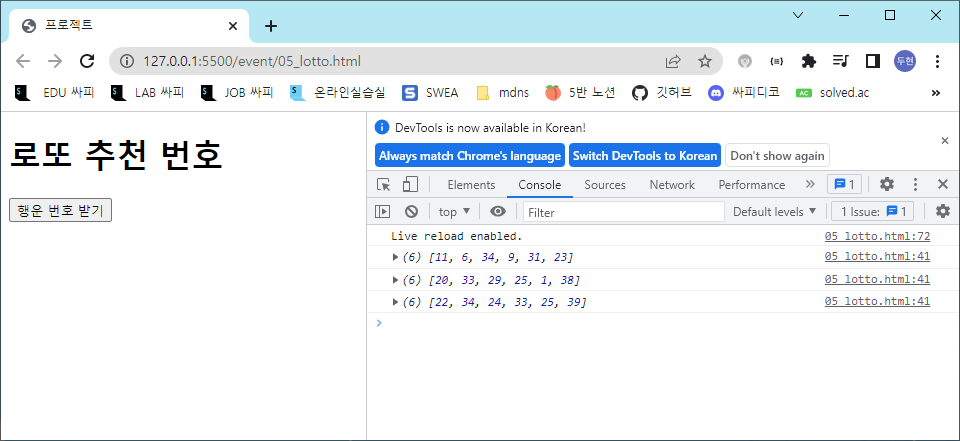 프로젝트
127.0.0.1:5500/event/05_lotto.html
두현
EDU 싸피 LAB 싸피 JOB 싸피 온라인실습실 SWEA mdns 5반 노션 깃허브 싸피디코 AC solved.ac
로또 추천 번호
행운 번호 받기
DevTools is now available in Korean!
Always match Chrome's language Switch DevTools to Korean Don't show again
Elements Console Sources Network Performance 1
top Filter Default levels 1 Issue: 1
Live reload enabled. 05_lotto.html:72
(6) [11, 6, 34, 9, 31, 23] 05_lotto.html:41
(6) [20, 33, 29, 25, 1, 38] 05_lotto.html:41
(6) [22, 34, 24, 33, 25, 39] 05_lotto.html:41